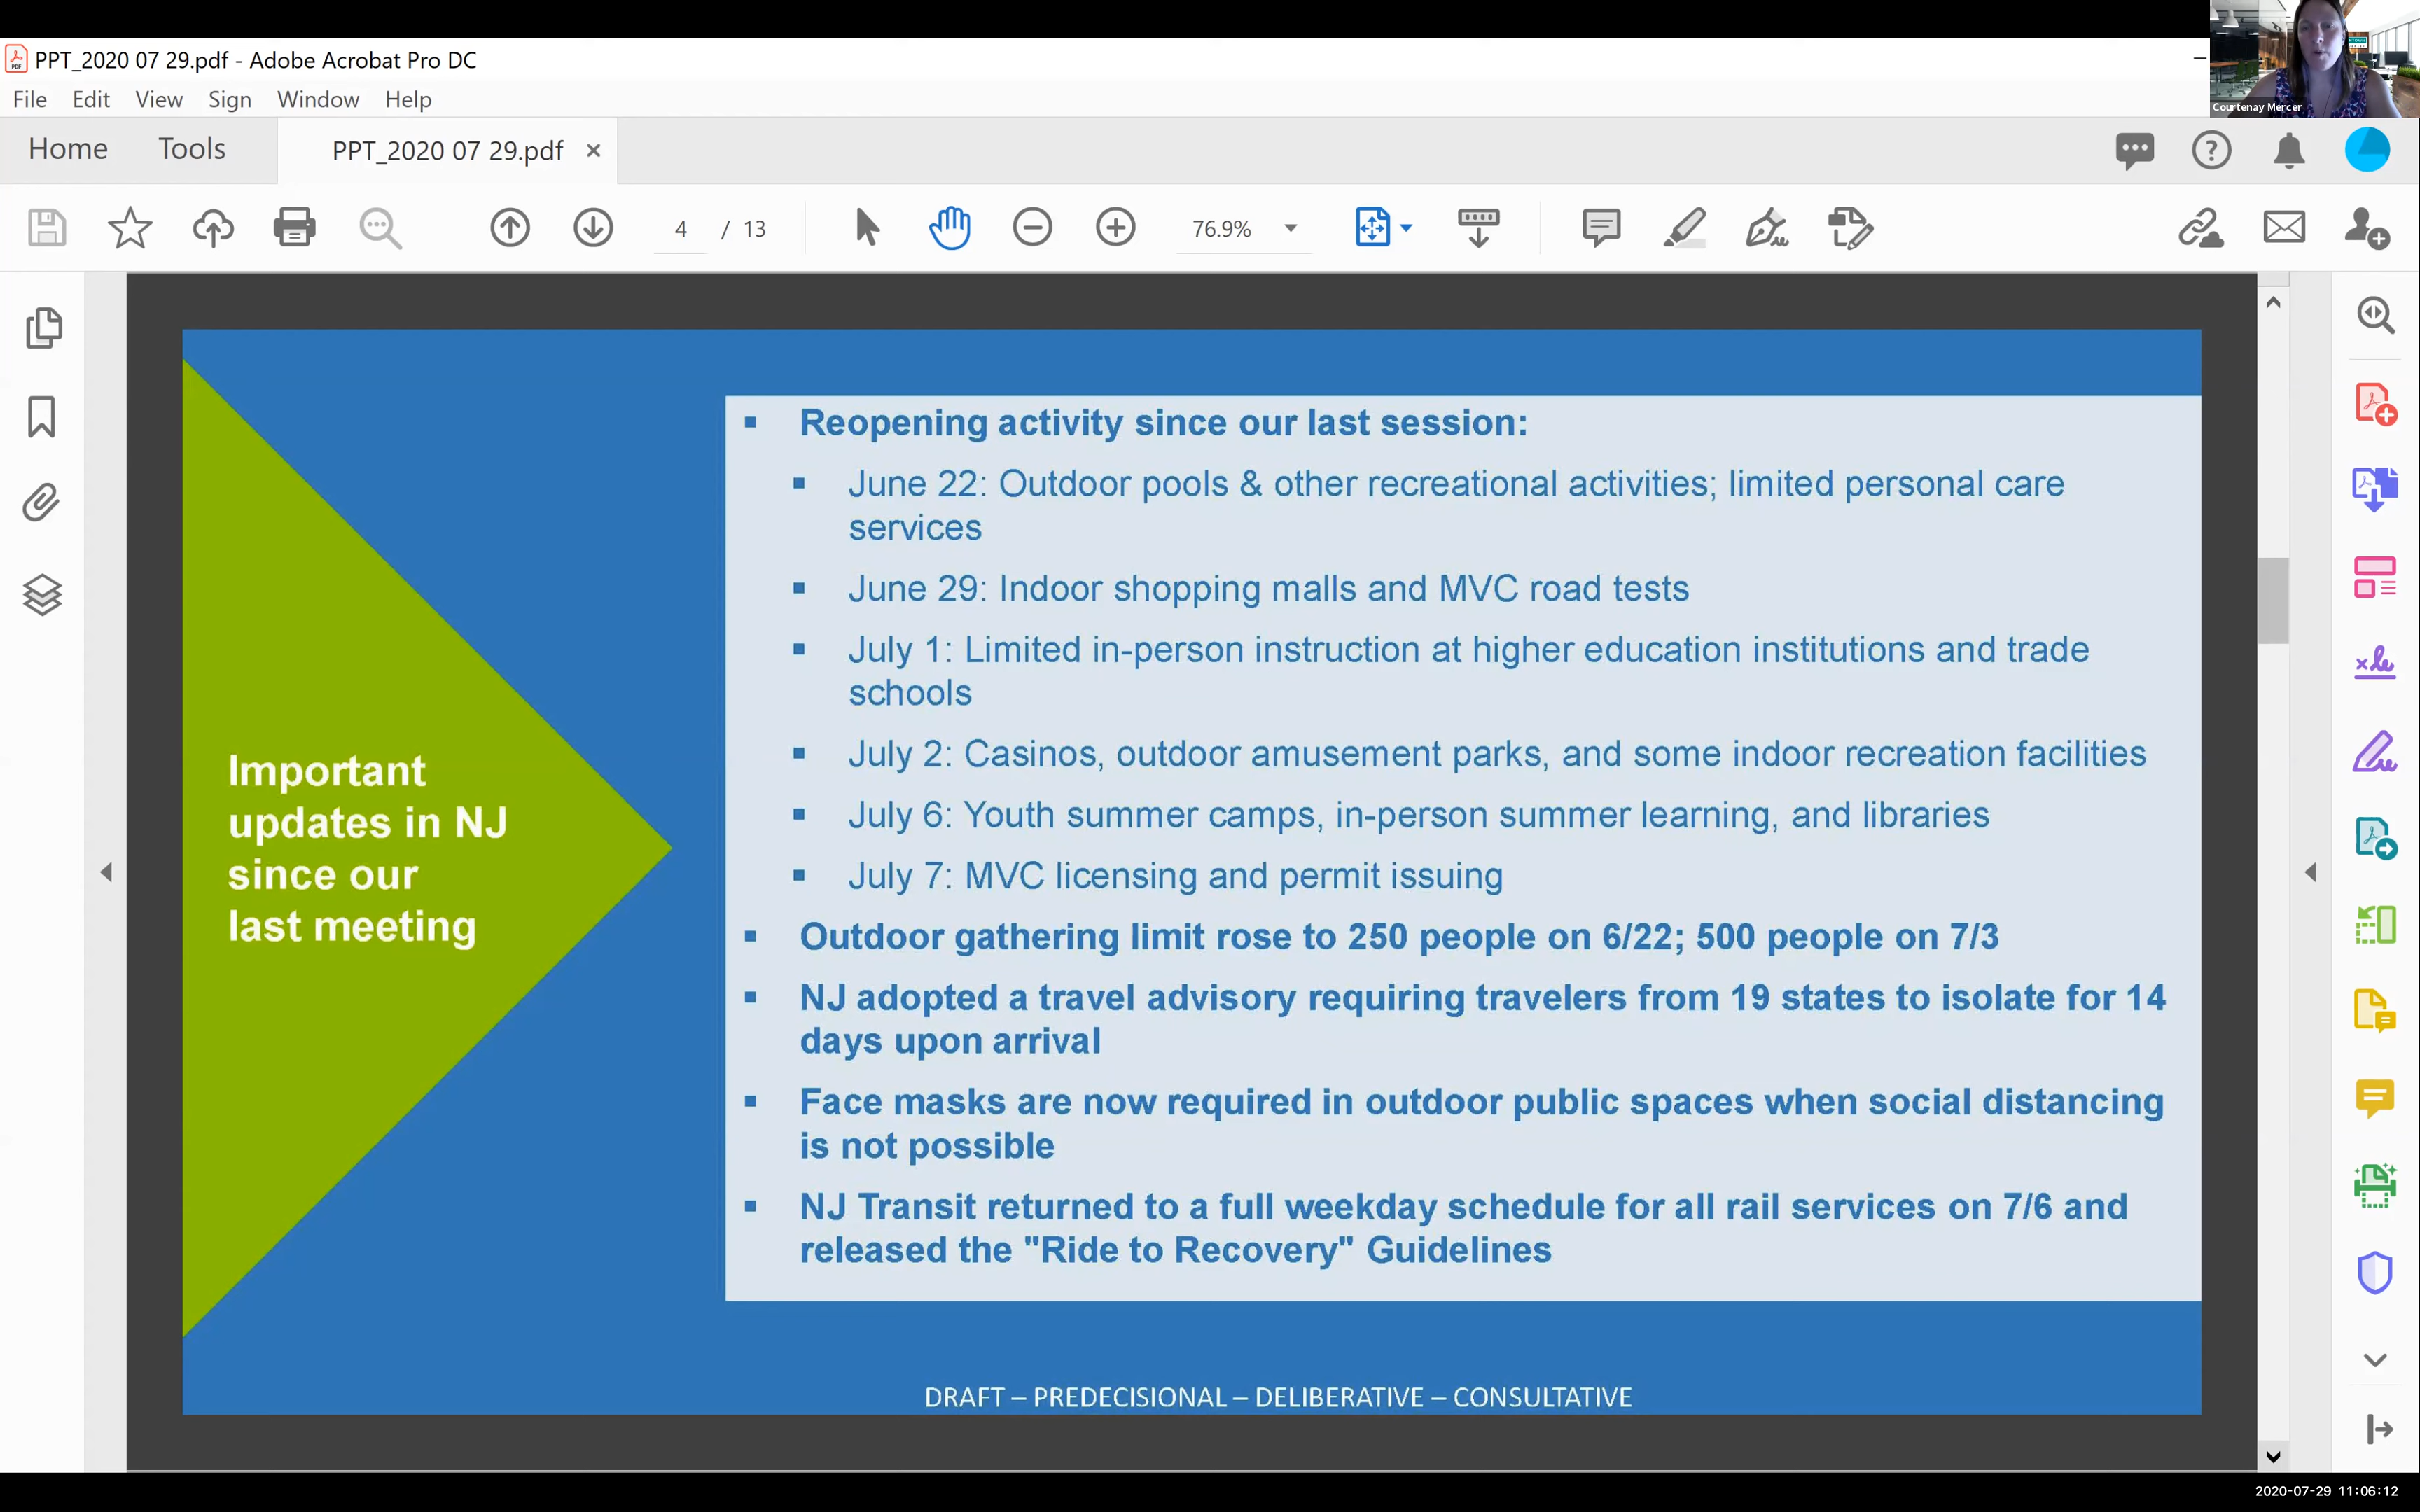 PPT_2020 07 29.pdf - Adobe Acrobat Pro DC
Courtenay Mercer
File Edit View Sign Window Help
Home Tools PPT_2020 07 29.pdf
4 / 13 76.9%
Important
updates in NJ
since our
last meeting
Reopening activity since our last session:
June 22: Outdoor pools & other recreational activities; limited personal care
services
June 29: Indoor shopping malls and MVC road tests
July 1: Limited in-person instruction at higher education institutions and trade
schools
July 2: Casinos, outdoor amusement parks, and some indoor recreation facilities
July 6: Youth summer camps, in-person summer learning, and libraries
July 7: MVC licensing and permit issuing
Outdoor gathering limit rose to 250 people on 6/22; 500 people on 7/3
NJ adopted a travel advisory requiring travelers from 19 states to isolate for 14
days upon arrival
Face masks are now required in outdoor public spaces when social distancing
is not possible
NJ Transit returned to a full weekday schedule for all rail services on 7/6 and
released the "Ride to Recovery" Guidelines
DRAFT – PREDECISIONAL – DELIBERATIVE – CONSULTATIVE
2020-07-29 11:06:12